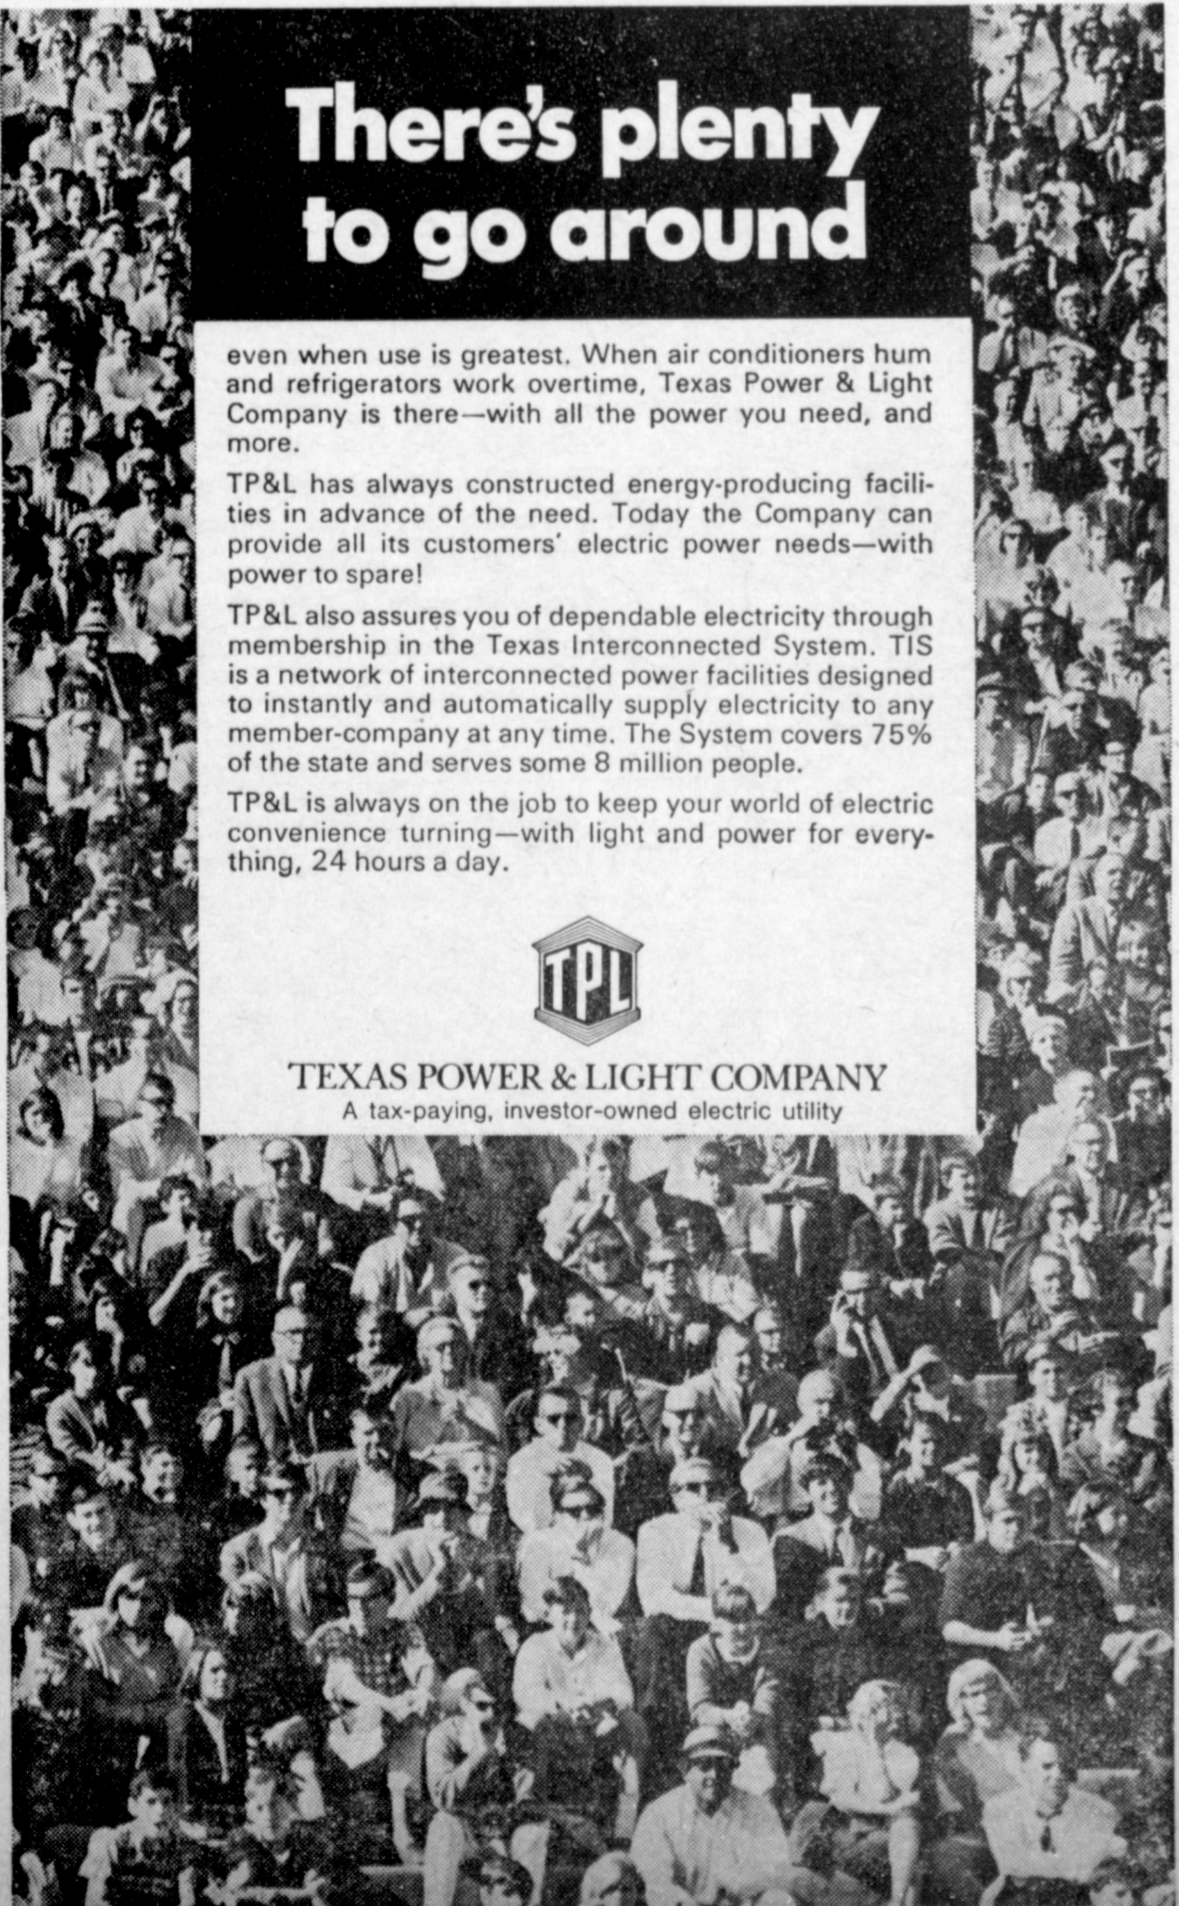 There's plenty
to go around
even when use is greatest. When air conditioners hum
and refrigerators work overtime, Texas Power & Light
Company is there—with all the power you need, and
more.
TP&L has always constructed energy-producing facili-
ties in advance of the need. Today the Company can
provide all its customers' electric power needs—with
power to spare!
TP&L also assures you of dependable electricity through
membership in the Texas Interconnected System. TIS
is a network of interconnected power facilities designed
to instantly and automatically supply electricity to any
member-company at any time. The System covers 75%
of the state and serves some 8 million people.
TP&L is always on the job to keep your world of electric
convenience turning—with light and power for every-
thing, 24 hours a day.
TPL
TEXAS POWER & LIGHT COMPANY
A tax-paying, investor-owned electric utility